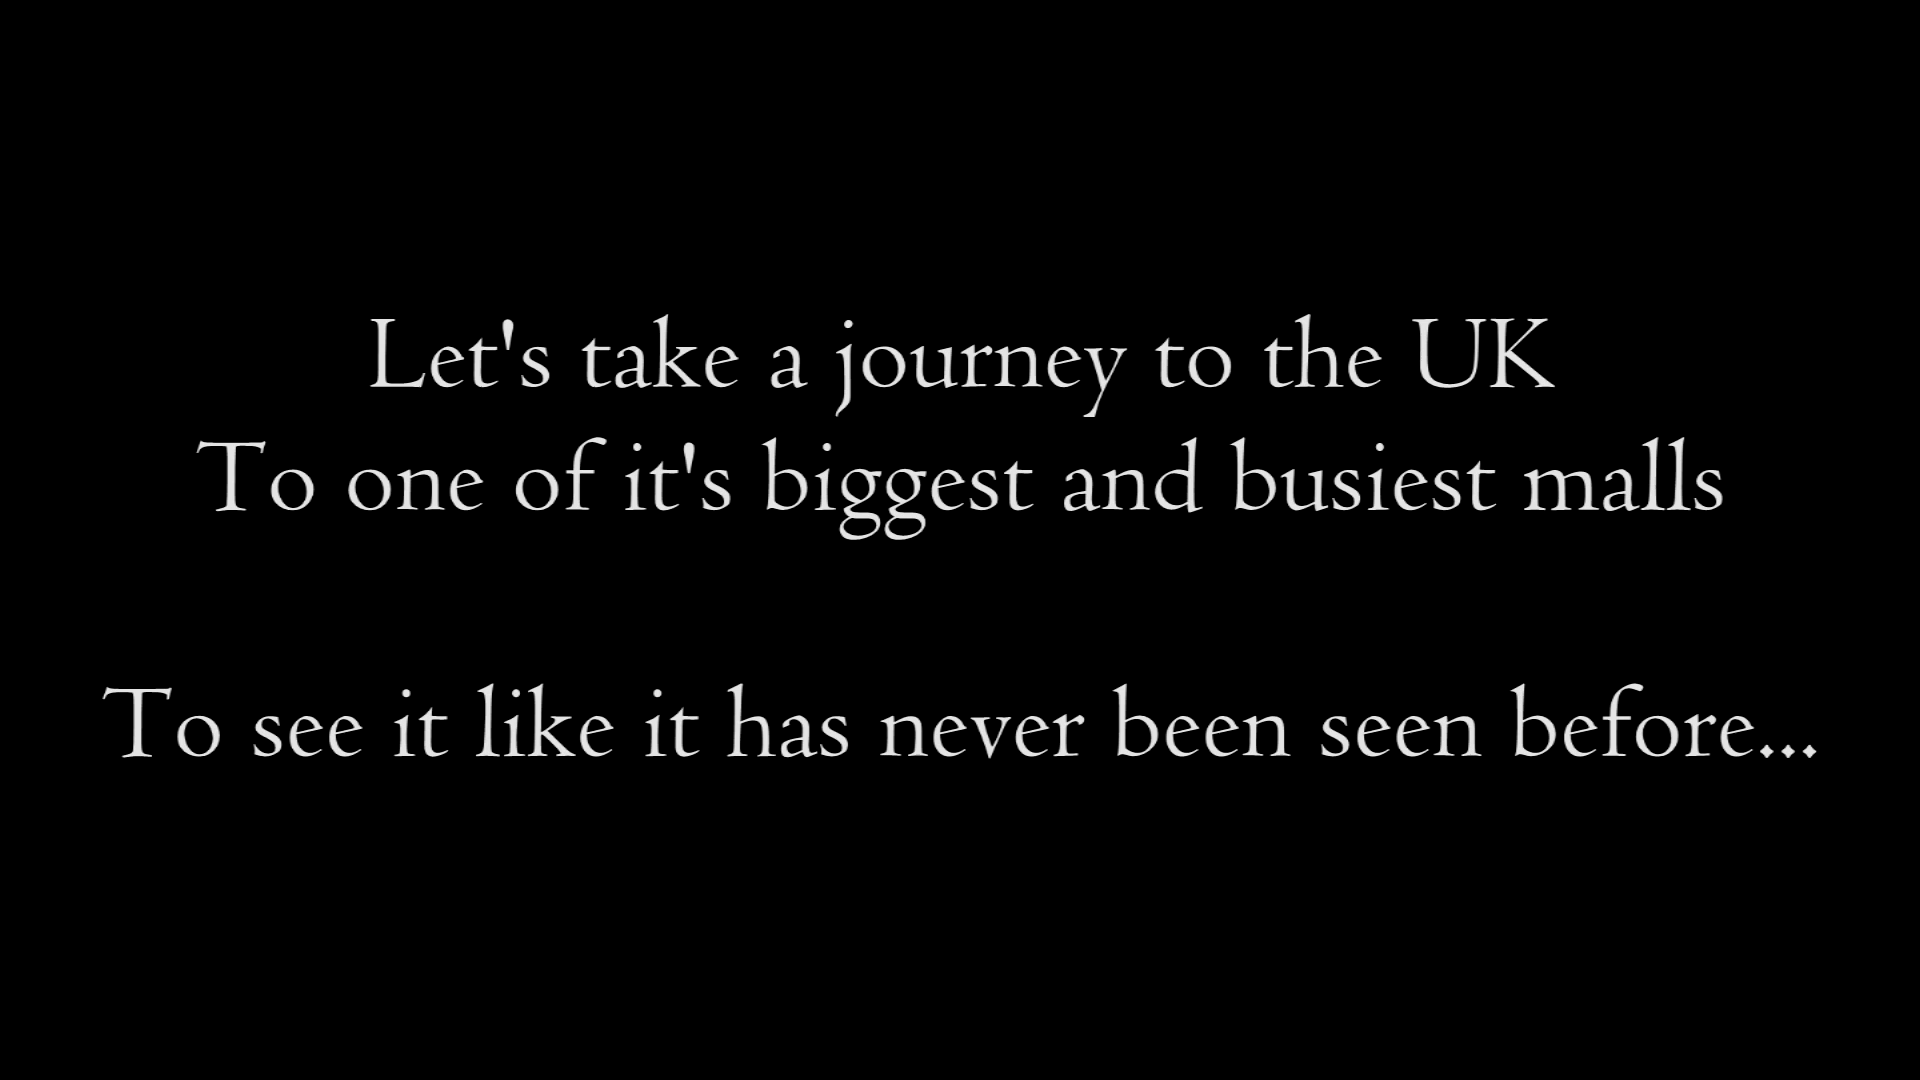 Let's take a journey to the UK
To one of it's biggest and busiest malls
To see it like it has never been seen before...